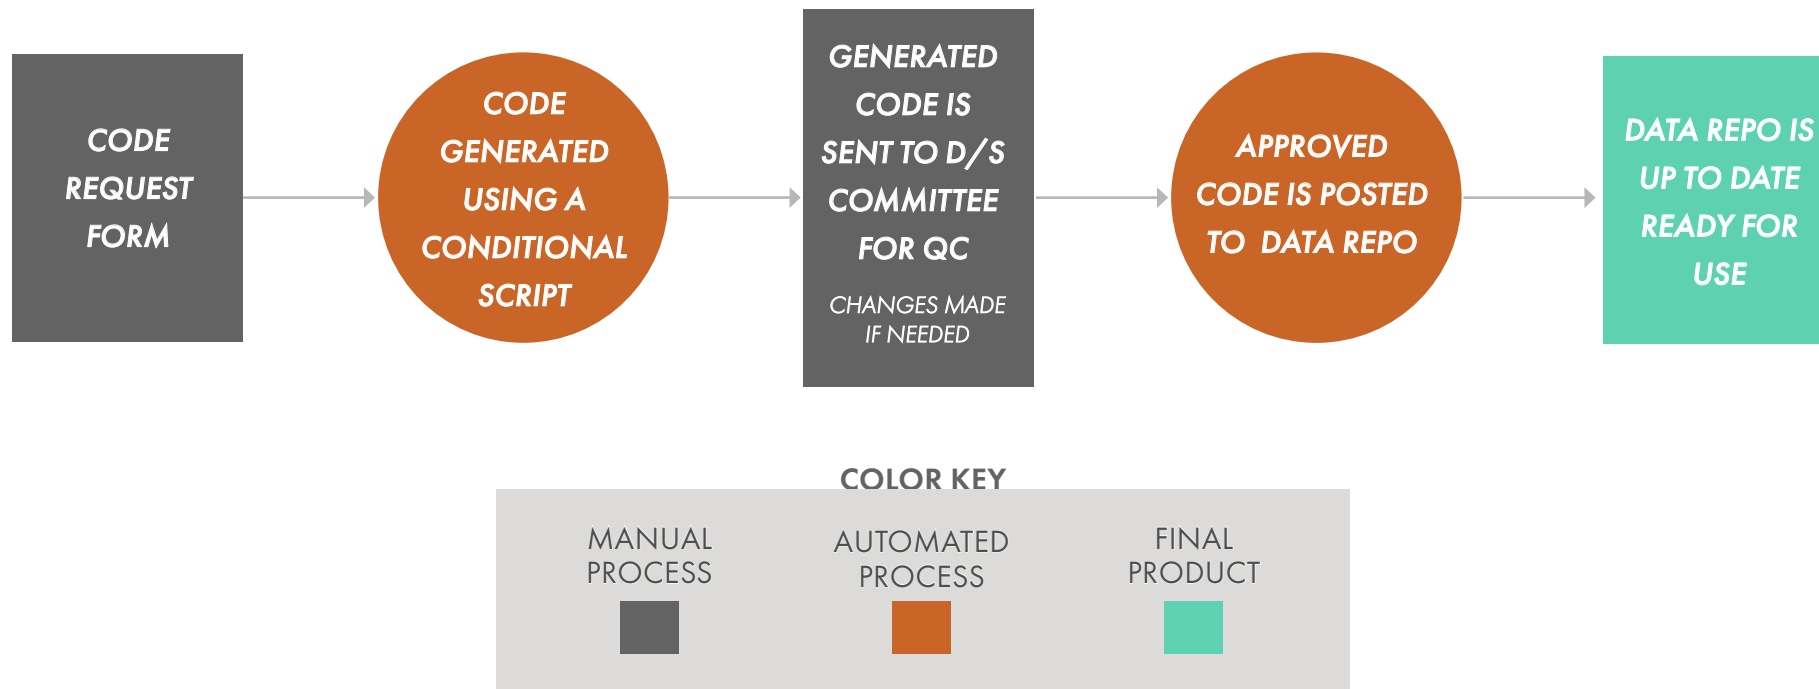 CODE
REQUEST
FORM
CODE
GENERATED
USING A
CONDITIONAL
SCRIPT
GENERATED
CODE IS
SENT TO D/S
COMMITTEE
FOR QC
CHANGES MADE
IF NEEDED
APPROVED
CODE IS POSTED
TO DATA REPO
DATA REPO IS
UP TO DATE
READY FOR
USE
COLOR KEY
MANUAL
PROCESS
AUTOMATED
PROCESS
FINAL
PRODUCT